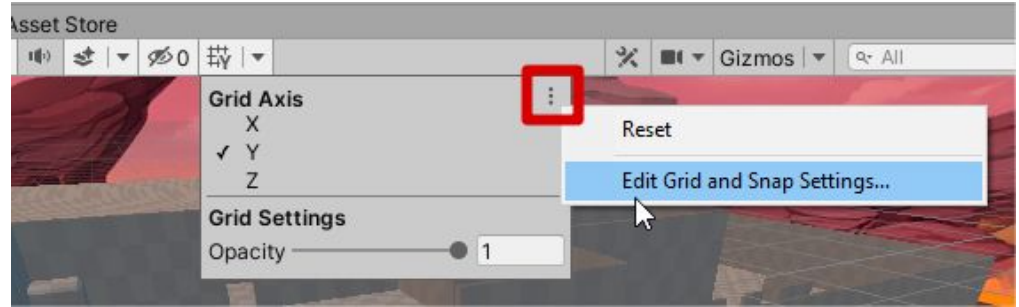 Asset Store
0 Y Gizmos All
Grid Axis
X
Y
Z
Grid Settings
Opacity 1
Reset
Edit Grid and Snap Settings...